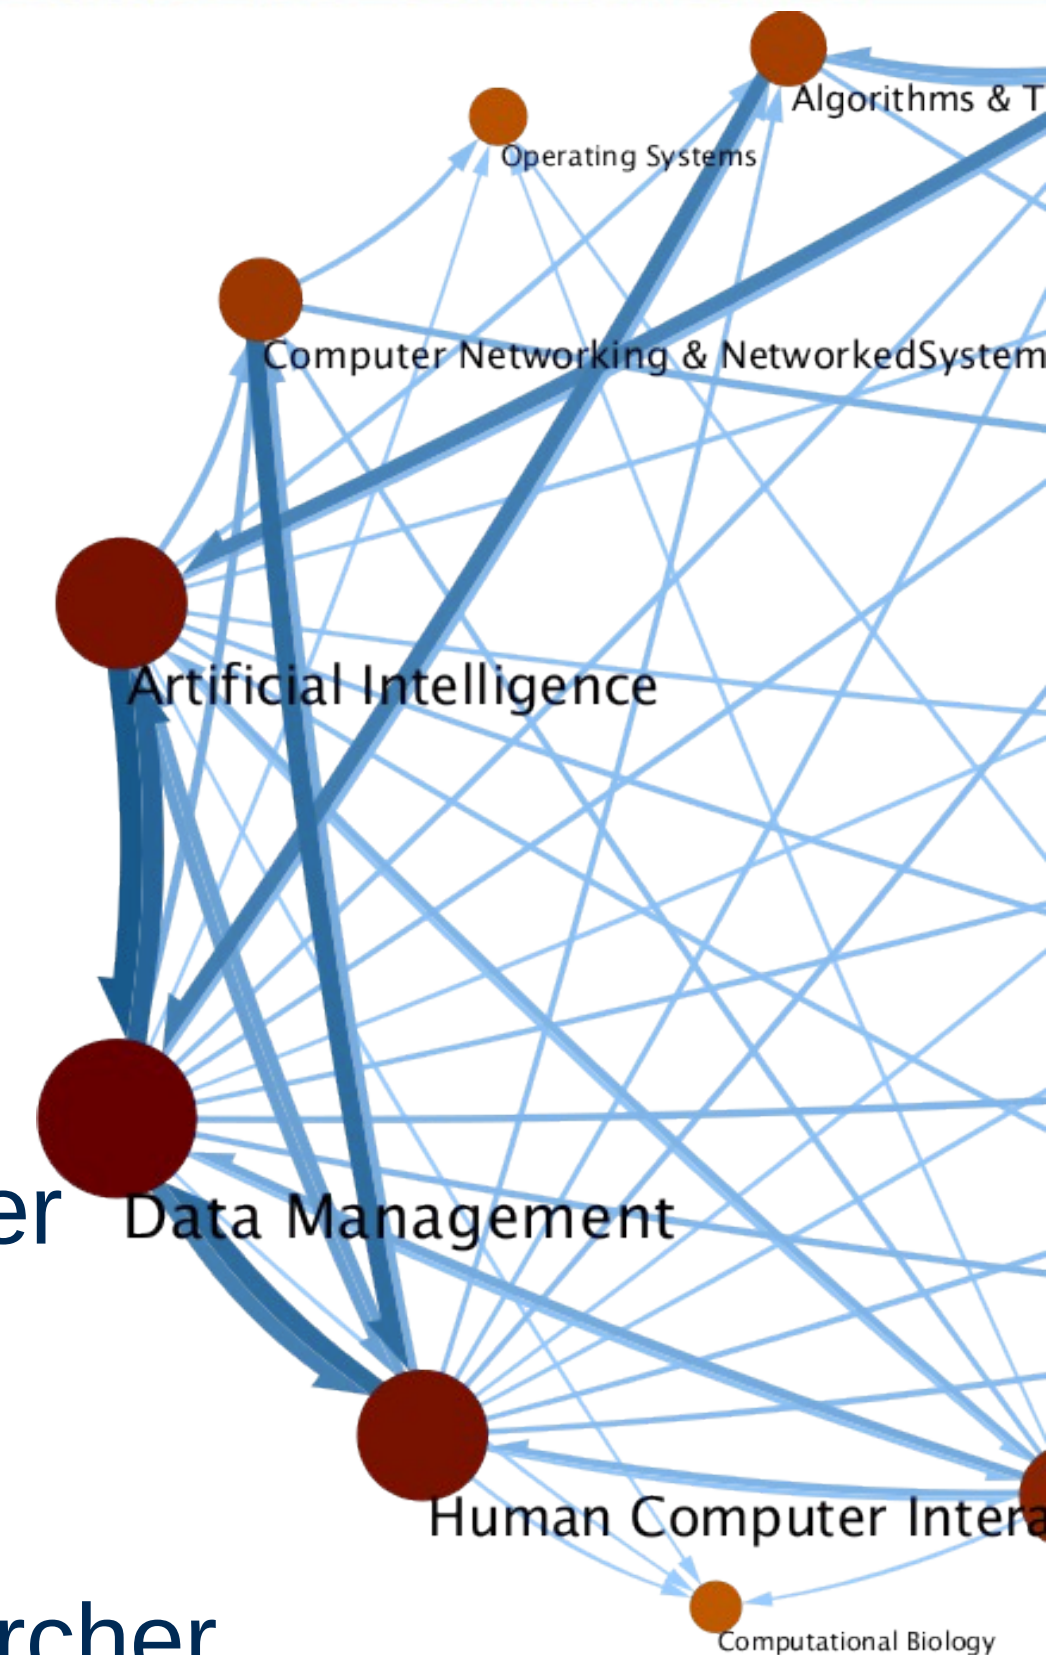 Algorithms & T
Operating Systems
Computer Networking & NetworkedSystem
Artificial Intelligence
er
Data Management
Human Computer Intera
rcher
Computational Biology